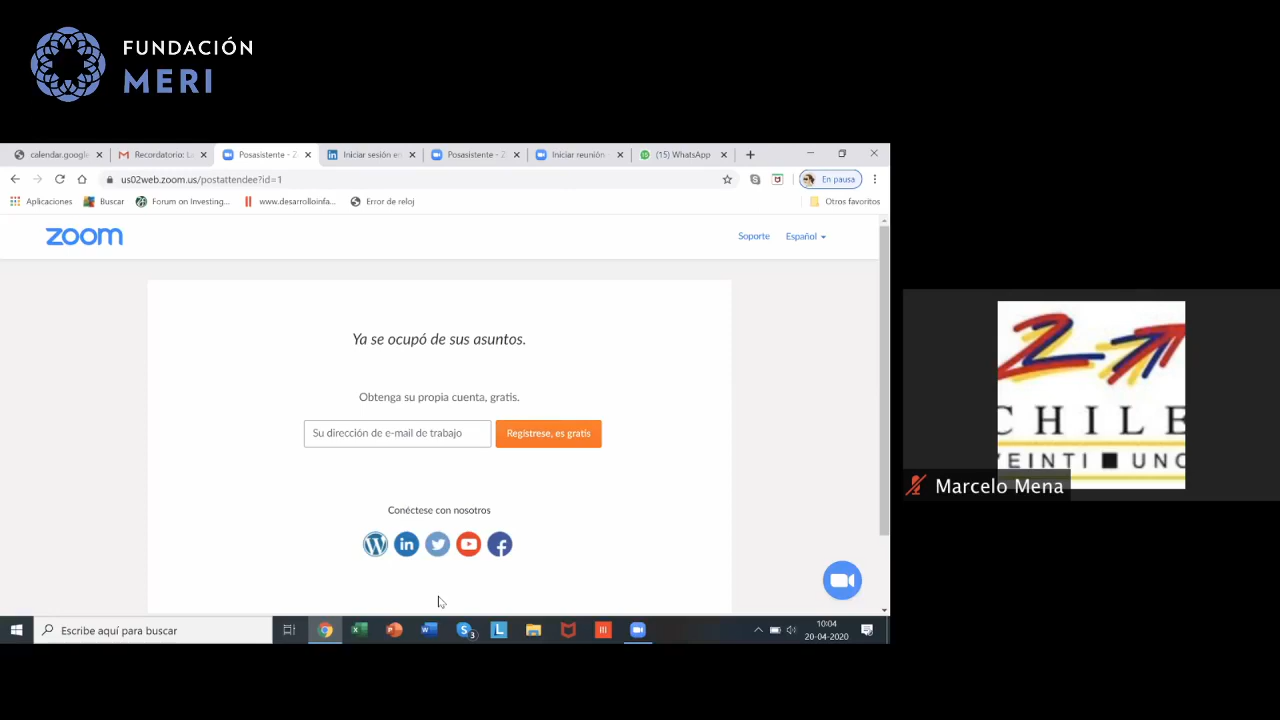 FUNDACIÓN
MERI
calendar.google
Recordatorio: L
Posasistente - Z
Iniciar sesión e
Posasistente - Z
Iniciar reunión
(15) WhatsApp
us02web.zoom.us/postattendee?id=1
En pausa
Aplicaciones
Buscar
Forum on Investing...
www.desarrolloinfa...
Error de reloj
Otros favoritos
zoom
Soporte
Español
Ya se ocupó de sus asuntos.
Obtenga su propia cuenta, gratis.
Su dirección de e-mail de trabajo
Regístrese, es gratis
Conéctese con nosotros
Escribe aquí para buscar
3
10:04
20-04-2020
CHILE
VEINTI UNO
Marcelo Mena